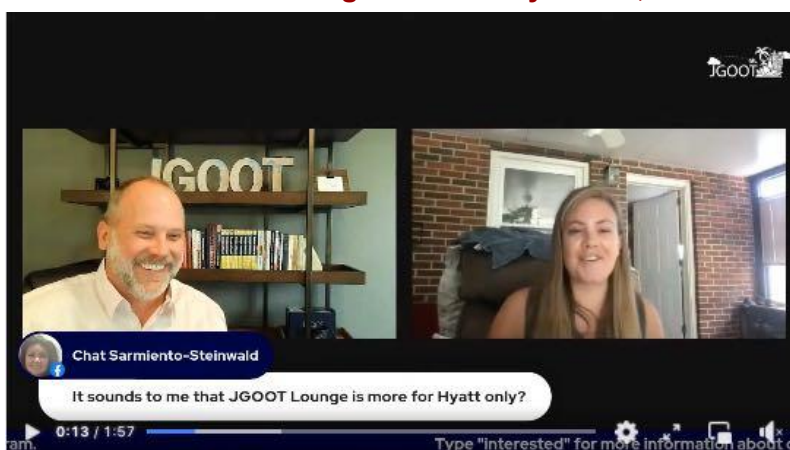 JGOOT
JGOOT
Chat Sarmiento-Steinwald
It sounds to me that JGOOT Lounge is more for Hyatt only?
0:13 / 1:57
ram.
Type "interested" for more information about